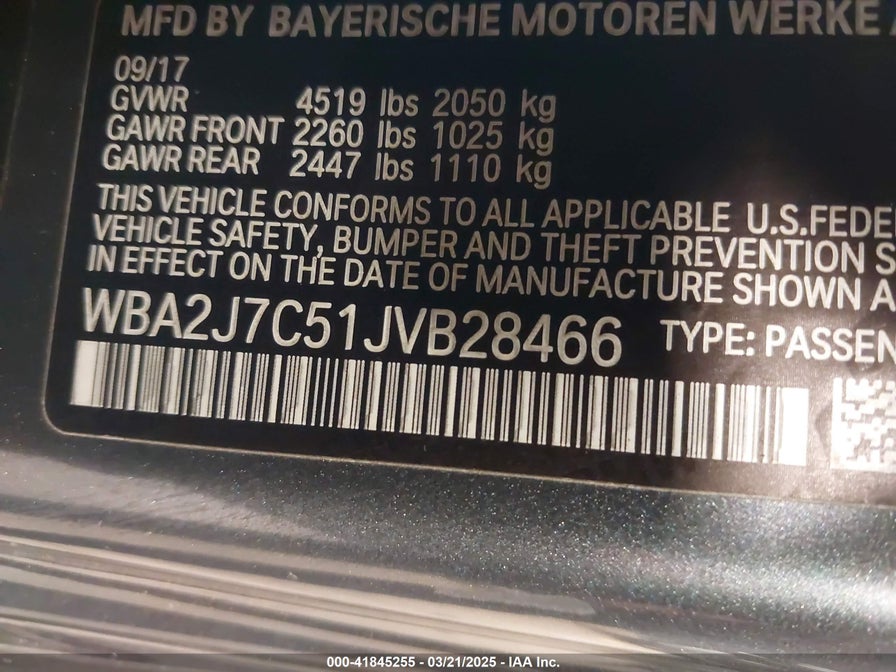 MFD BY BAYERISCHE MOTOREN WERKE
09/17
GVWR 4519 lbs 2050 kg
GAWR FRONT 2260 lbs 1025 kg
GAWR REAR 2447 lbs 1110 kg
THIS VEHICLE CONFORMS TO ALL APPLICABLE U.S.FEDE
VEHICLE SAFETY, BUMPER AND THEFT PREVENTION S
IN EFFECT ON THE DATE OF MANUFACTURE SHOWN A
WBA2J7C51JVB28466 TYPE: PASSEN
000-41845255 - 03/21/2025 - IAA Inc.